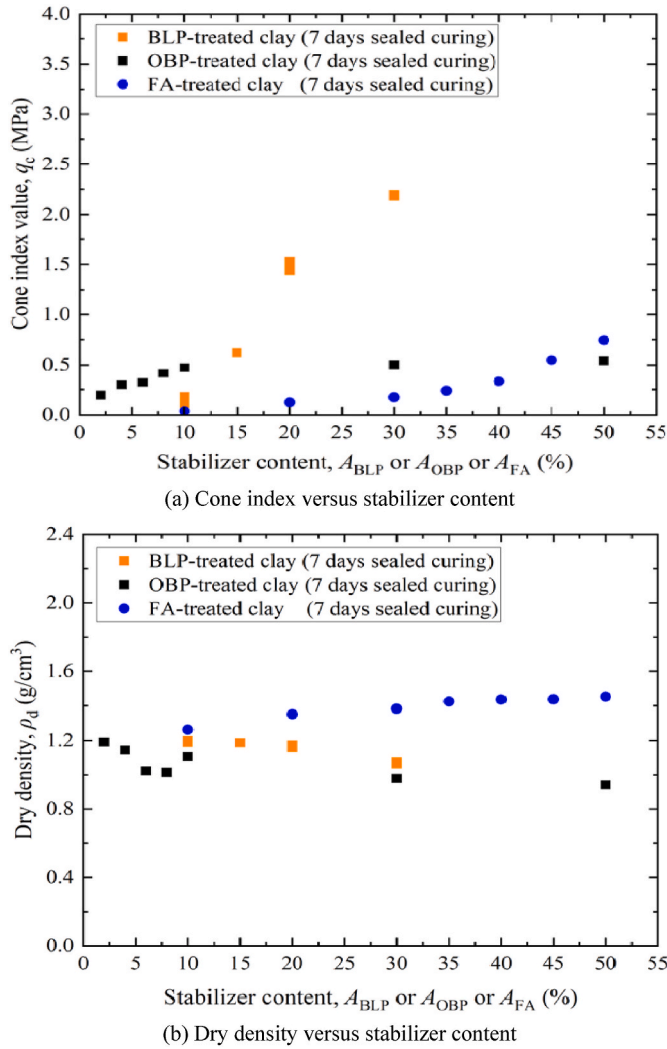 4.0
3.5
3.0
2.5
2.0
1.5
1.0
0.5
0.0
Cone index value, qc (MPa)
BLP-treated clay (7 days sealed curing)
OBP-treated clay (7 days sealed curing)
FA-treated clay (7 days sealed curing)
0 5 10 15 20 25 30 35 40 45 50 55
Stabilizer content, ABLP or AOBP or AFA (%)
(a) Cone index versus stabilizer content
2.4
2.0
1.6
1.2
0.8
0.4
0.0
Dry density, ρd (g/cm³)
BLP-treated clay (7 days sealed curing)
OBP-treated clay (7 days sealed curing)
FA-treated clay (7 days sealed curing)
0 5 10 15 20 25 30 35 40 45 50 55
Stabilizer content, ABLP or AOBP or AFA (%)
(b) Dry density versus stabilizer content